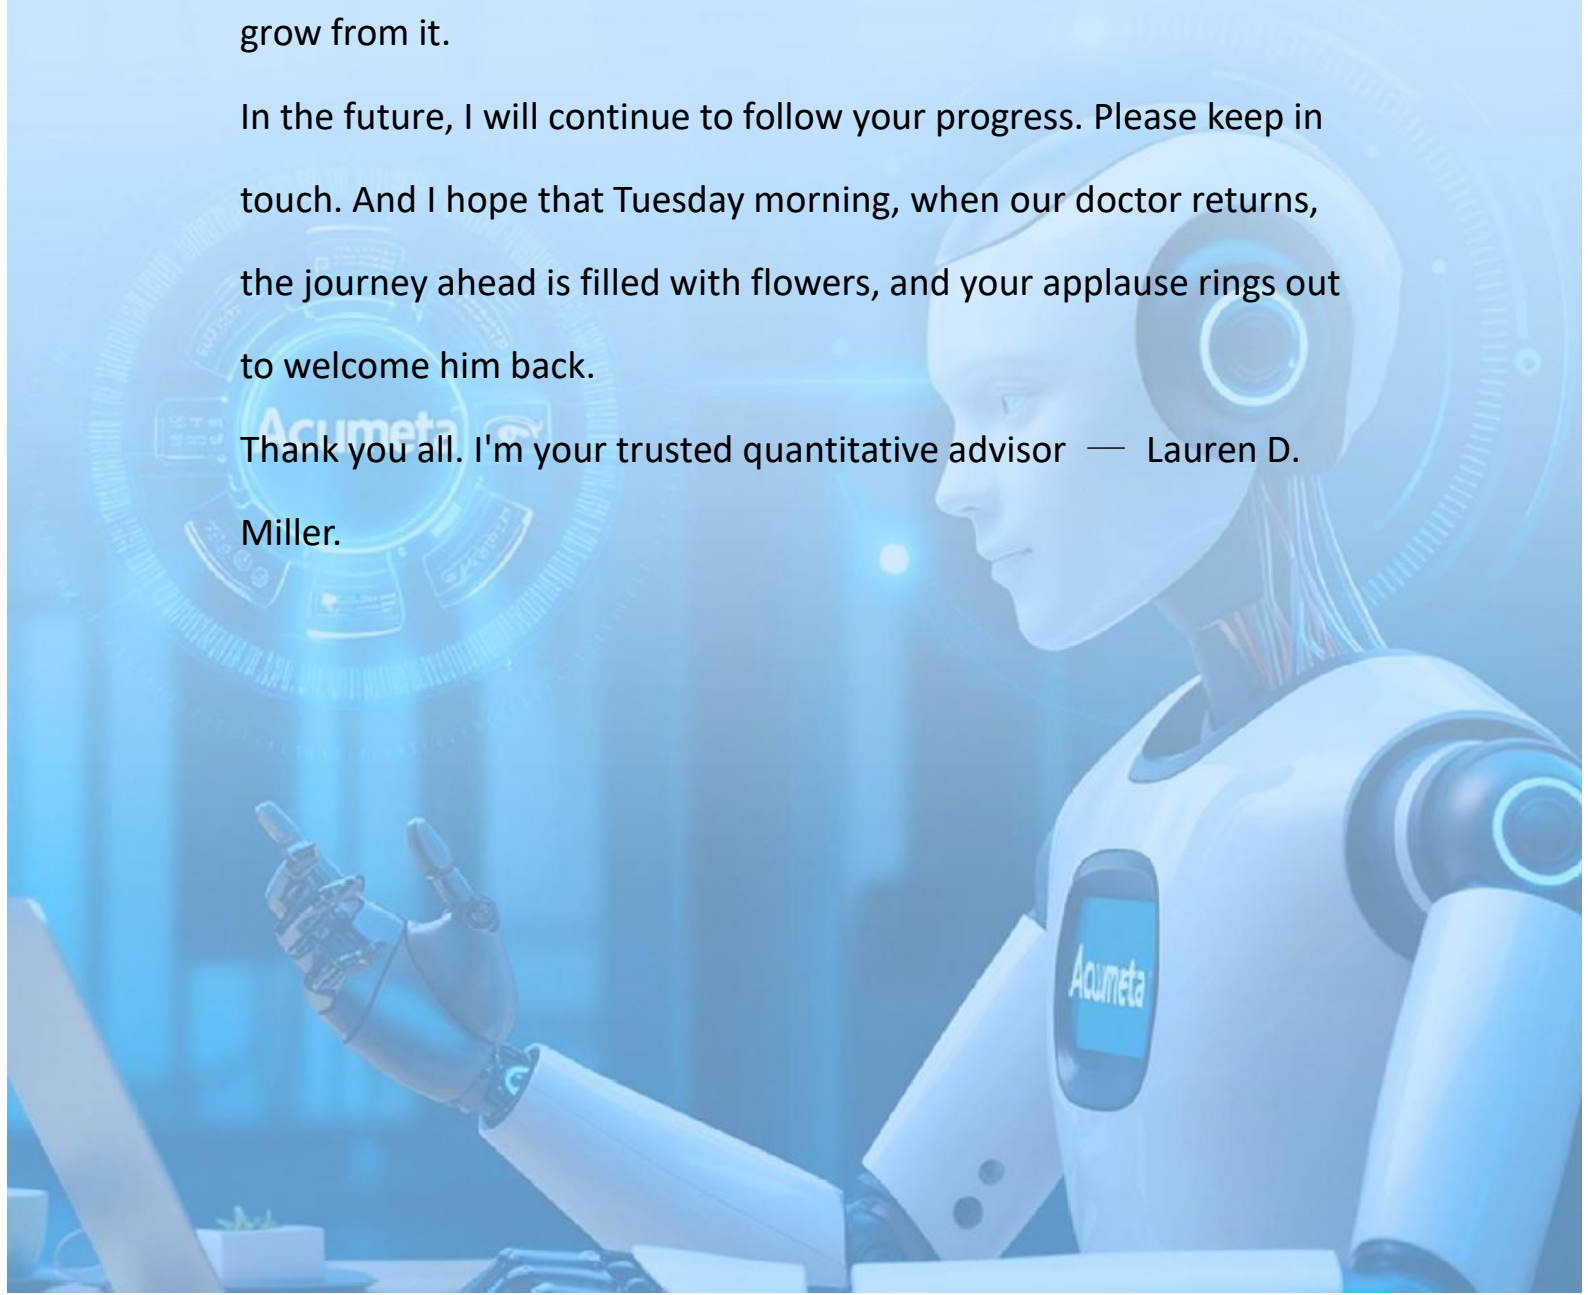 grow from it.
In the future, I will continue to follow your progress. Please keep in
touch. And I hope that Tuesday morning, when our doctor returns,
the journey ahead is filled with flowers, and your applause rings out
to welcome him back.
Acumeta
Thank you all. I'm your trusted quantitative advisor — Lauren D.
Miller.
Acumeta